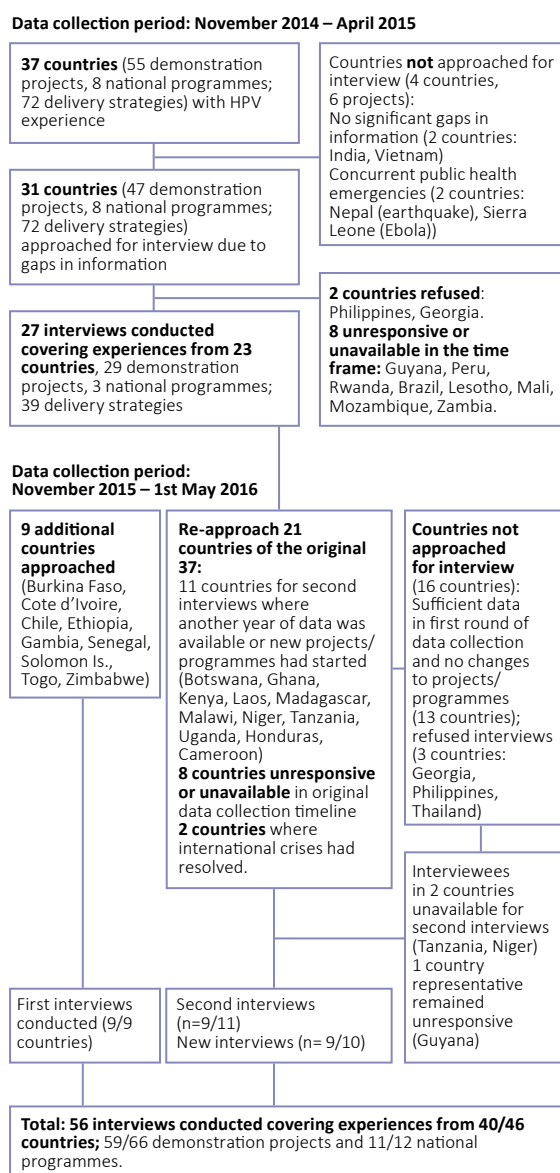 Data collection period: November 2014 – April 2015
37 countries (55 demonstration
projects, 8 national programmes;
72 delivery strategies) with HPV
experience
Countries not approached for
interview (4 countries,
6 projects):
No significant gaps in
information (2 countries:
India, Vietnam)
Concurrent public health
emergencies (2 countries:
Nepal (earthquake), Sierra
Leone (Ebola))
31 countries (47 demonstration
projects, 8 national programmes;
72 delivery strategies)
approached for interview due to
gaps in information
2 countries refused:
Philippines, Georgia.
8 unresponsive or
unavailable in the time
frame: Guyana, Peru,
Rwanda, Brazil, Lesotho, Mali,
Mozambique, Zambia.
27 interviews conducted
covering experiences from 23
countries, 29 demonstration
projects, 3 national programmes;
39 delivery strategies
Data collection period:
November 2015 – 1st May 2016
9 additional
countries
approached
(Burkina Faso,
Cote d'Ivoire,
Chile, Ethiopia,
Gambia, Senegal,
Solomon Is.,
Togo, Zimbabwe)
Re-approach 21
countries of the original
37:
11 countries for second
interviews where
another year of data was
available or new projects/
programmes had started
(Botswana, Ghana,
Kenya, Laos, Madagascar,
Malawi, Niger, Tanzania,
Uganda, Honduras,
Cameroon)
8 countries unresponsive
or unavailable in original
data collection timeline
2 countries where
international crises had
resolved.
Countries not
approached
for interview
(16 countries):
Sufficient data
in first round of
data collection
and no changes
to projects/
programmes
(13 countries);
refused interviews
(3 countries:
Georgia,
Philippines,
Thailand)
Interviewees
in 2 countries
unavailable for
second interviews
(Tanzania, Niger)
1 country
representative
remained
unresponsive
(Guyana)
First interviews
conducted (9/9
countries)
Second interviews
(n=9/11)
New interviews (n= 9/10)
Total: 56 interviews conducted covering experiences from 40/46
countries; 59/66 demonstration projects and 11/12 national
programmes.